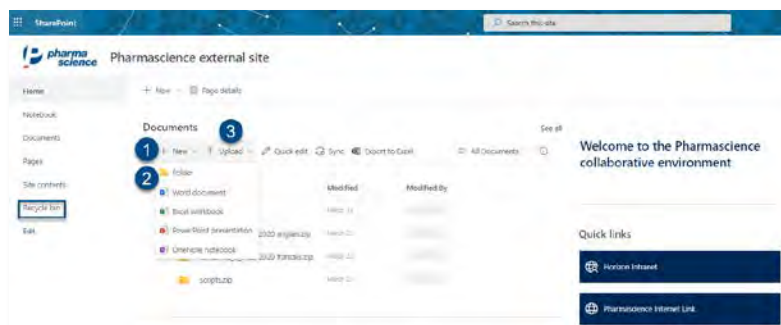 SharePoint
Search this site
pharma
science
Pharmascience external site
Home
+ New Page details
Notebook
3
Documents
See all
Documents
1 + New Upload Quick edit Sync Export to Excel All Documents
Welcome to the Pharmascience
collaborative environment
Pages
2 Folder
Site contents
Word document
Modified
Modified By
Recycle bin
Excel workbook
Edit
PowerPoint presentation
2020 anglais.zip
Quick links
OneNote notebook
2020 francais.zip
Horizon Intranet
scripts.zip
Pharmascience Internet Link